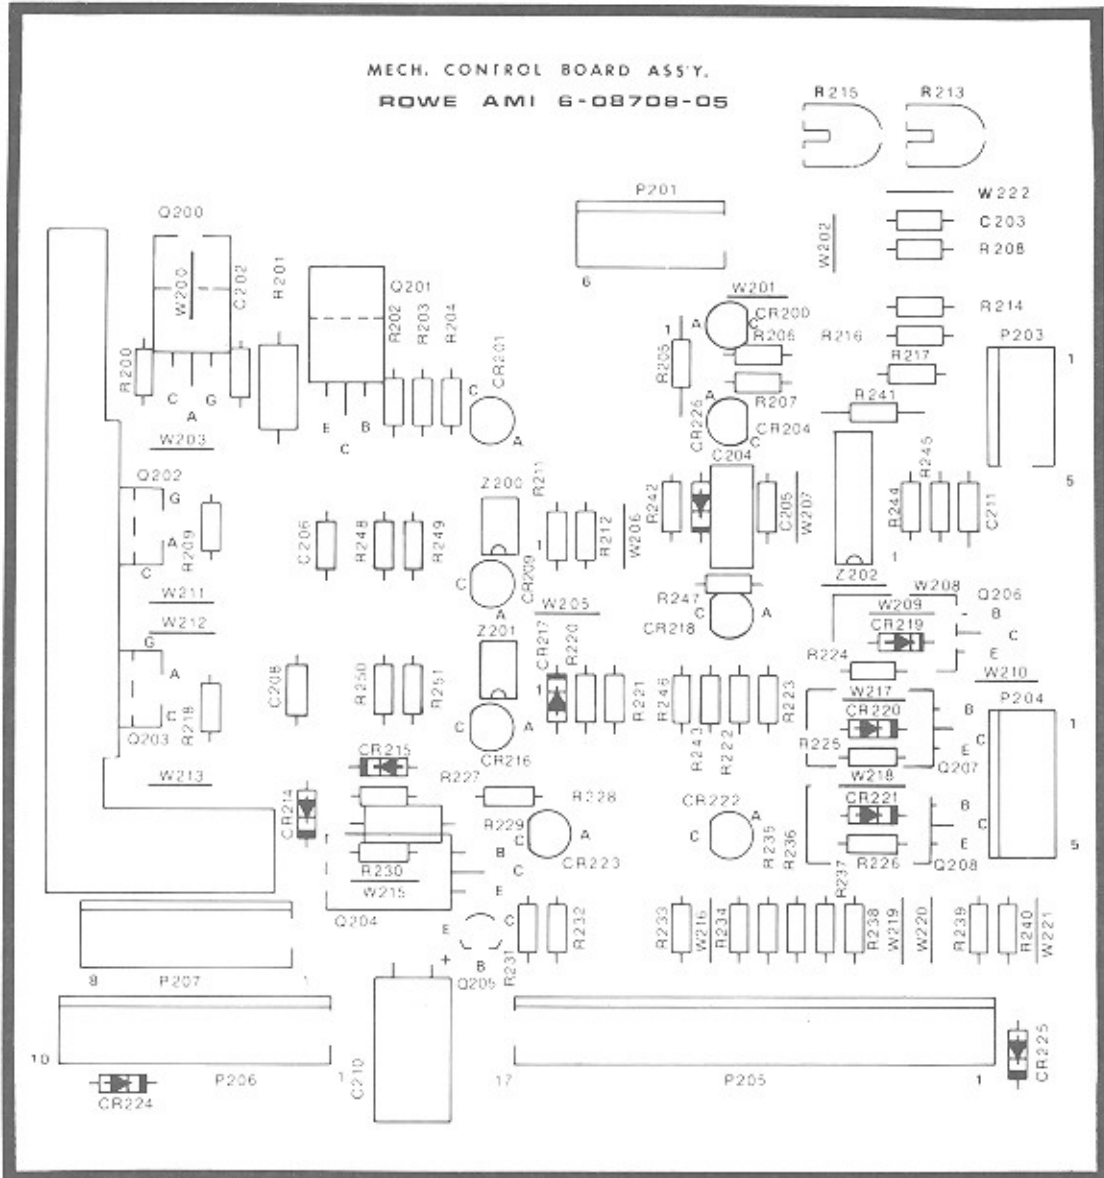 MECH. CONTROL BOARD ASS'Y.
ROWE AMI 6-08708-05
R215
R213
P201
6
W222
C203
R208
W202
Q200
W200
C202
R201
Q201
R202
R203
R204
CR201
C
A
W201
CR200
A
C
1
R205
R206
R207
R214
R216
R217
P203
1
5
R200
C
A
G
E
C
B
W203
CR226
A
CR204
C
R241
C204
Q202
G
A
C
R209
C206
R248
R249
Z200
R211
1
R212
W206
R242
C205
W207
R244
R245
C211
1
Z202
C
CR209
A
W211
W212
W205
R247
C
A
CR218
W208
W209
CR219
Q206
B
C
E
R224
W210
G
A
C
Q203
R218
C208
R250
R251
Z201
CR217
R220
1
R221
C
A
CR216
R246
R243
R222
R223
W217
CR220
R225
B
C
E
Q207
P204
1
5
W213
CR215
CR214
R227
R228
R229
C
A
CR223
CR222
A
C
R235
R236
W218
CR221
R226
B
C
E
Q208
R230
W215
B
C
E
Q204
R237
E
C
B
Q205
R231
R232
R233
W216
R234
R238
W219
W220
R239
R240
W221
8
P207
1
+
10
P206
1
C210
17
P205
1
CR225
CR224